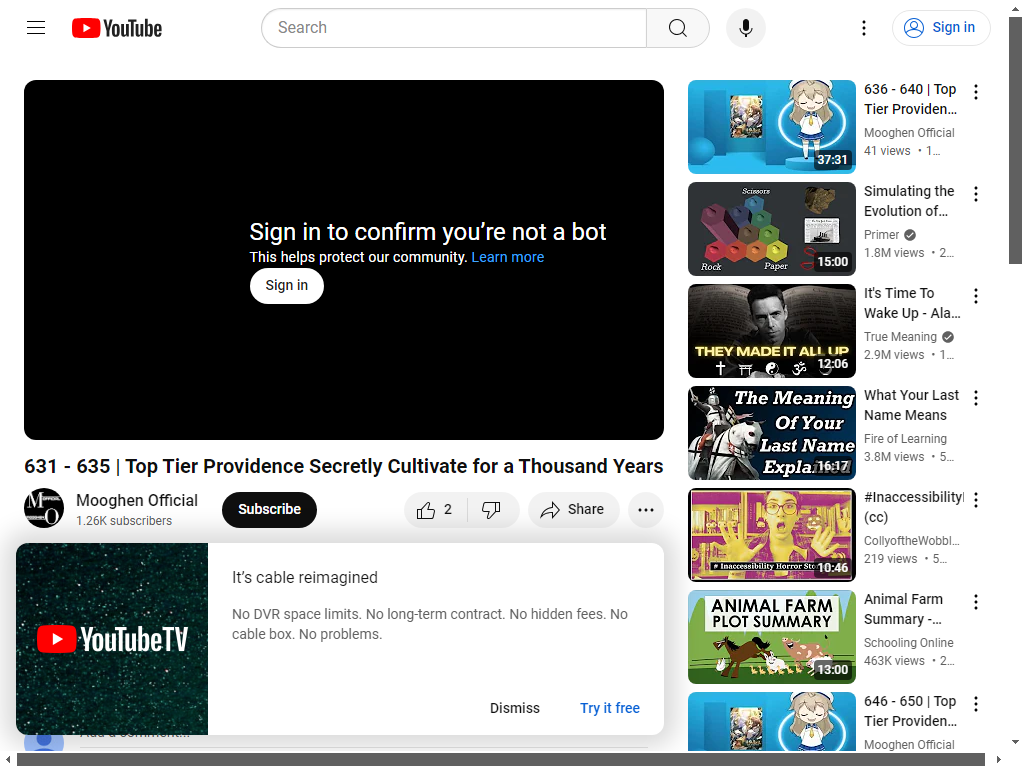 YouTube
Search
Sign in
Sign in to confirm you’re not a bot
This helps protect our community. Learn more
Sign in
631 - 635 | Top Tier Providence Secretly Cultivate for a Thousand Years
Mooghen Official
1.26K subscribers
Subscribe
2
Share
YouTubeTV
It’s cable reimagined
No DVR space limits. No long-term contract. No hidden fees. No
cable box. No problems.
Dismiss
Try it free
Add a comment...
37:31
636 - 640 | Top
Tier Providen…
Mooghen Official
41 views • 1…
Scissors
Rock
Paper
15:00
Simulating the
Evolution of…
Primer
1.8M views • 2…
THEY MADE IT ALL UP
12:06
It's Time To
Wake Up - Ala…
True Meaning
2.9M views • 1…
The Meaning
Of Your
Last Name
Explained
16:17
What Your Last
Name Means
Fire of Learning
3.8M views • 5…
# Inaccessibility Horror
10:46
#Inaccessibility
(cc)
CollyoftheWobbl…
219 views • 5…
ANIMAL FARM
PLOT SUMMARY
13:00
Animal Farm
Summary -…
Schooling Online
463K views • 2…
646 - 650 | Top
Tier Providen…
Mooghen Official